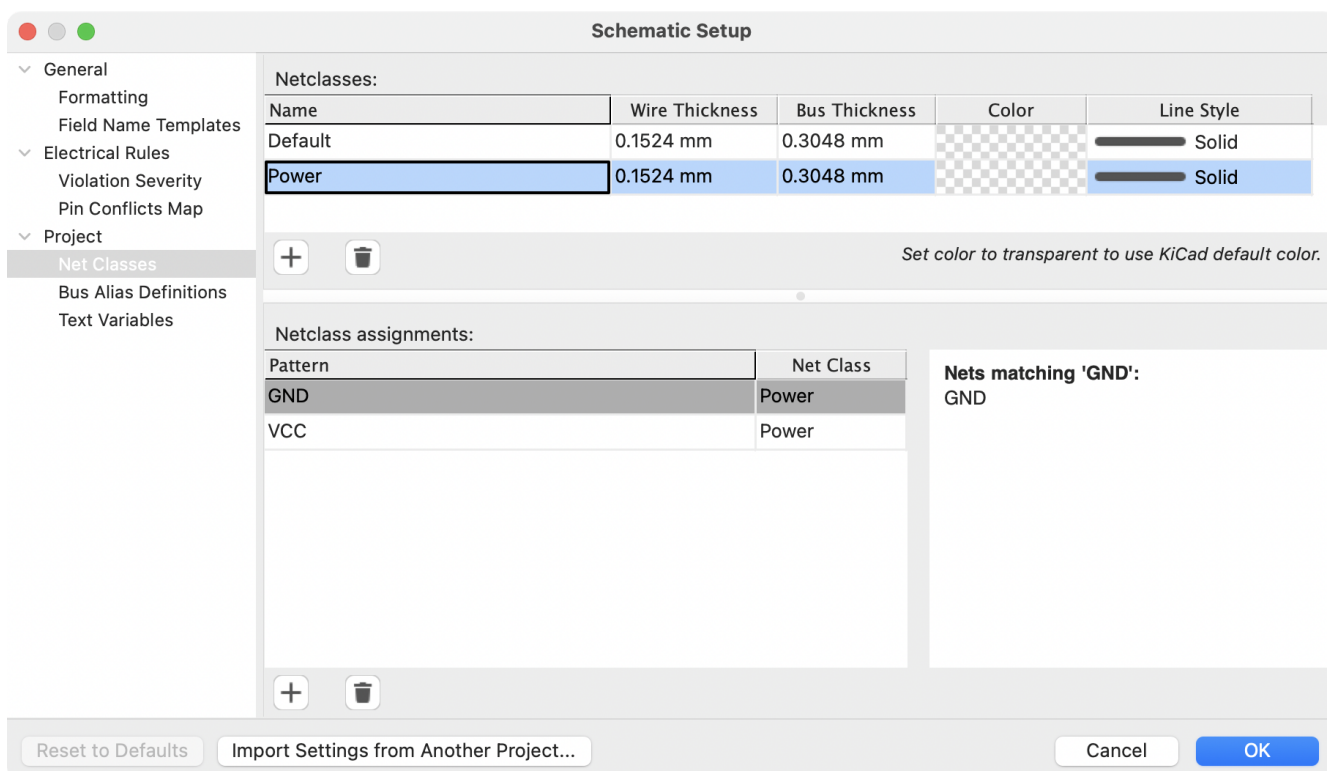 Schematic Setup
General
Formatting
Field Name Templates
Electrical Rules
Violation Severity
Pin Conflicts Map
Project
Net Classes
Bus Alias Definitions
Text Variables
Netclasses:
Name Wire Thickness Bus Thickness Color Line Style
Default 0.1524 mm 0.3048 mm Solid
Power 0.1524 mm 0.3048 mm Solid
Set color to transparent to use KiCad default color.
Netclass assignments:
Pattern Net Class
GND Power
VCC Power
Nets matching 'GND':
GND
Reset to Defaults Import Settings from Another Project... Cancel OK